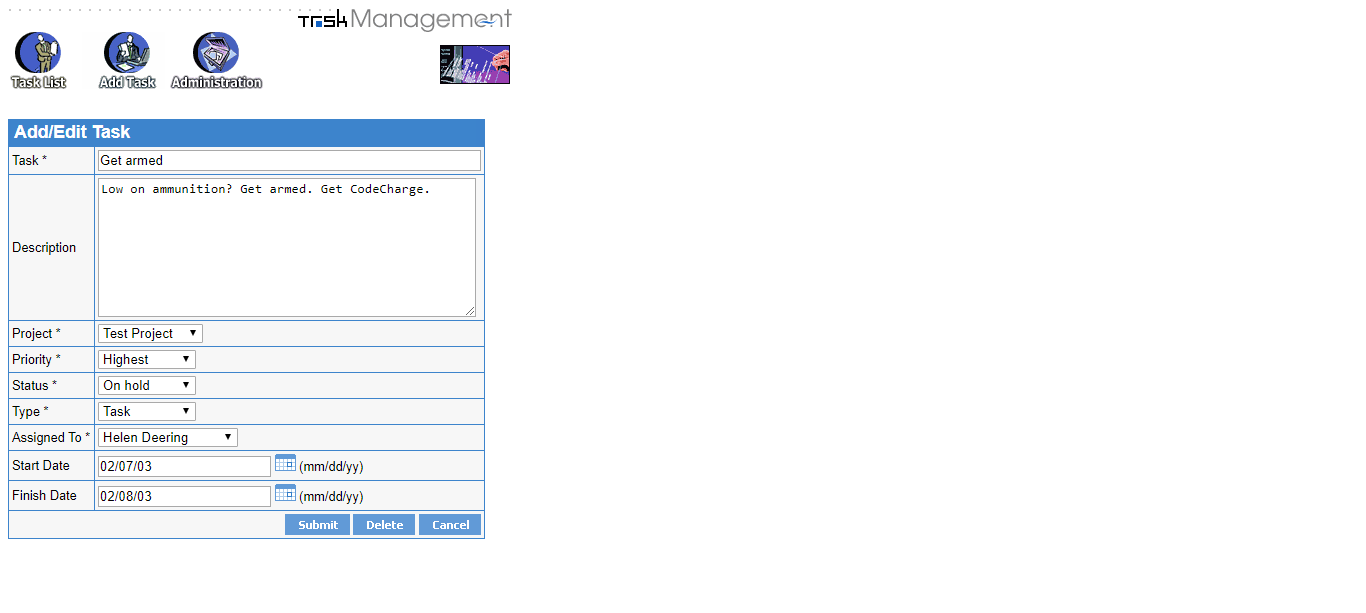 Task Management
Task List Add Task Administration
Add/Edit Task
Task * Get armed
Description Low on ammunition? Get armed. Get CodeCharge.
Project * Test Project
Priority * Highest
Status * On hold
Type * Task
Assigned To * Helen Deering
Start Date 02/07/03 (mm/dd/yy)
Finish Date 02/08/03 (mm/dd/yy)
Submit Delete Cancel